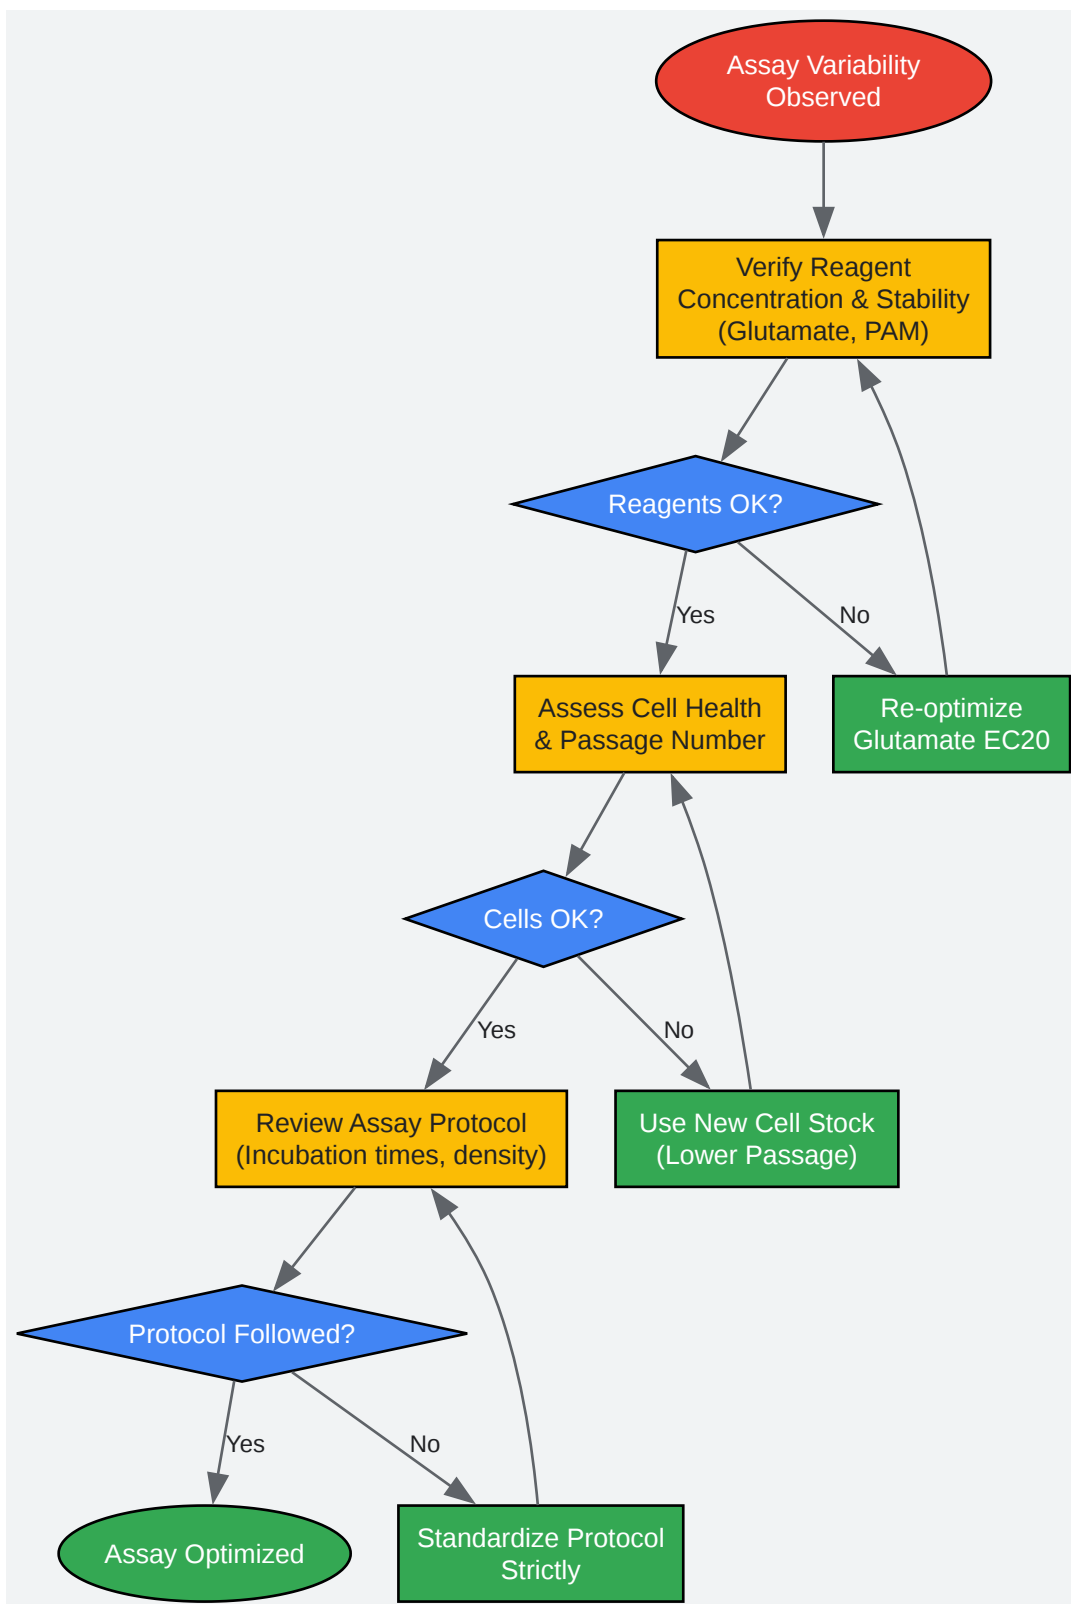 Assay Variability
Observed
Verify Reagent
Concentration & Stability
(Glutamate, PAM)
Reagents OK?
Yes
No
Assess Cell Health
& Passage Number
Re-optimize
Glutamate EC20
Cells OK?
Yes
No
Review Assay Protocol
(Incubation times, density)
Use New Cell Stock
(Lower Passage)
Protocol Followed?
Yes
No
Assay Optimized
Standardize Protocol
Strictly